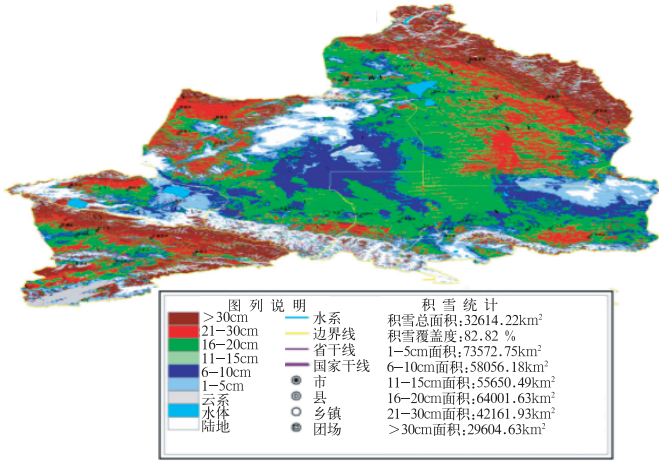 图 列 说 明
>30cm
21-30cm
16-20cm
11-15cm
6-10cm
1-5cm
云系
水体
陆地
水系
边界线
省干线
国家干线
市
县
乡镇
团场
积 雪 统 计
积雪总面积:32614.22km²
积雪覆盖度:82.82 %
1-5cm面积:73572.75km²
6-10cm面积:58056.18km²
11-15cm面积:55650.49km²
16-20cm面积:64001.63km²
21-30cm面积:42161.93km²
>30cm面积:29604.63km²